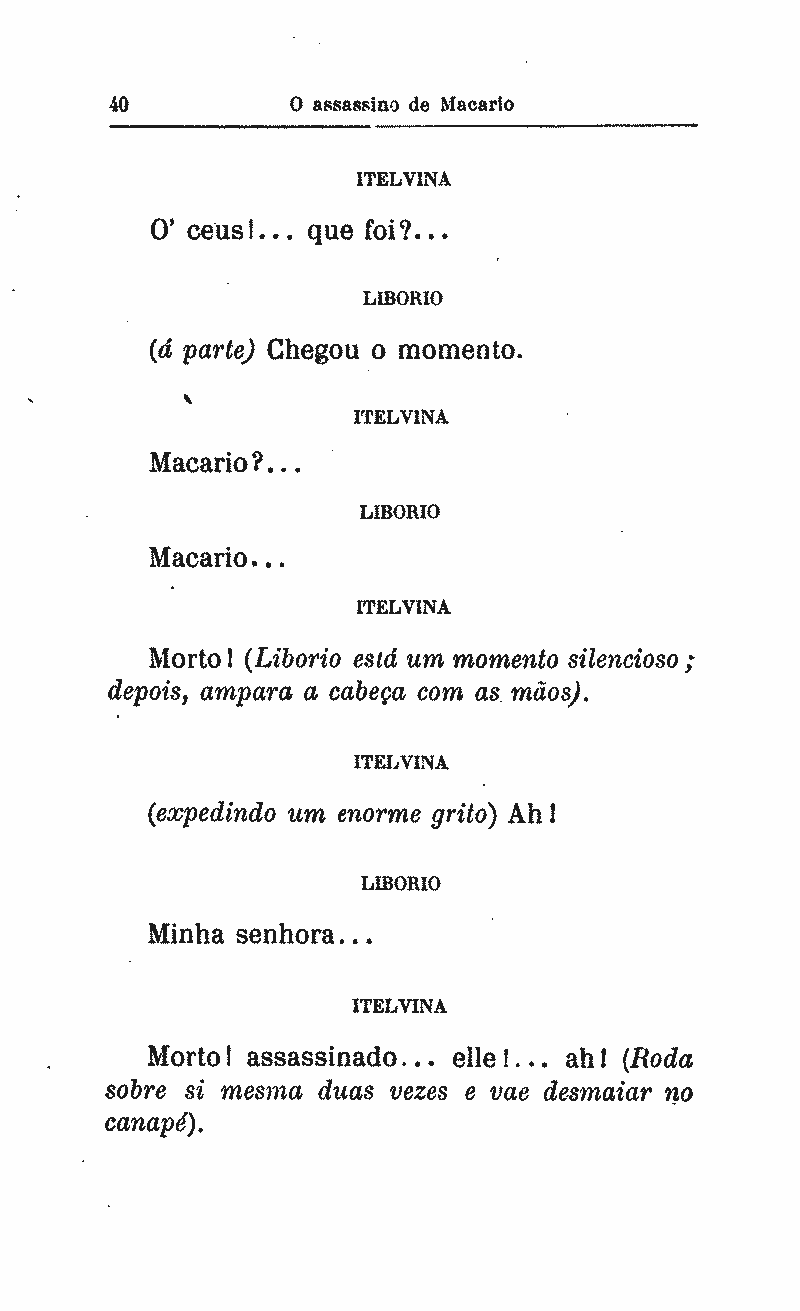 40 O assassino de Macario
ITELVINA
O' ceus!... que foi?...
LIBORIO
(á parte) Chegou o momento.
ITELVINA
Macario?...
LIBORIO
Macario...
ITELVINA
Morto! (Liborio está um momento silencioso;
depois, ampara a cabeça com as mãos).
ITELVINA
(expedindo um enorme grito) Ah!
LIBORIO
Minha senhora...
ITELVINA
Morto! assassinado... elle!... ah! (Roda
sobre si mesma duas vezes e vae desmaiar no
canapé).